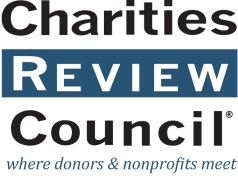 Charities
REVIEW
Council®
where donors & nonprofits meet